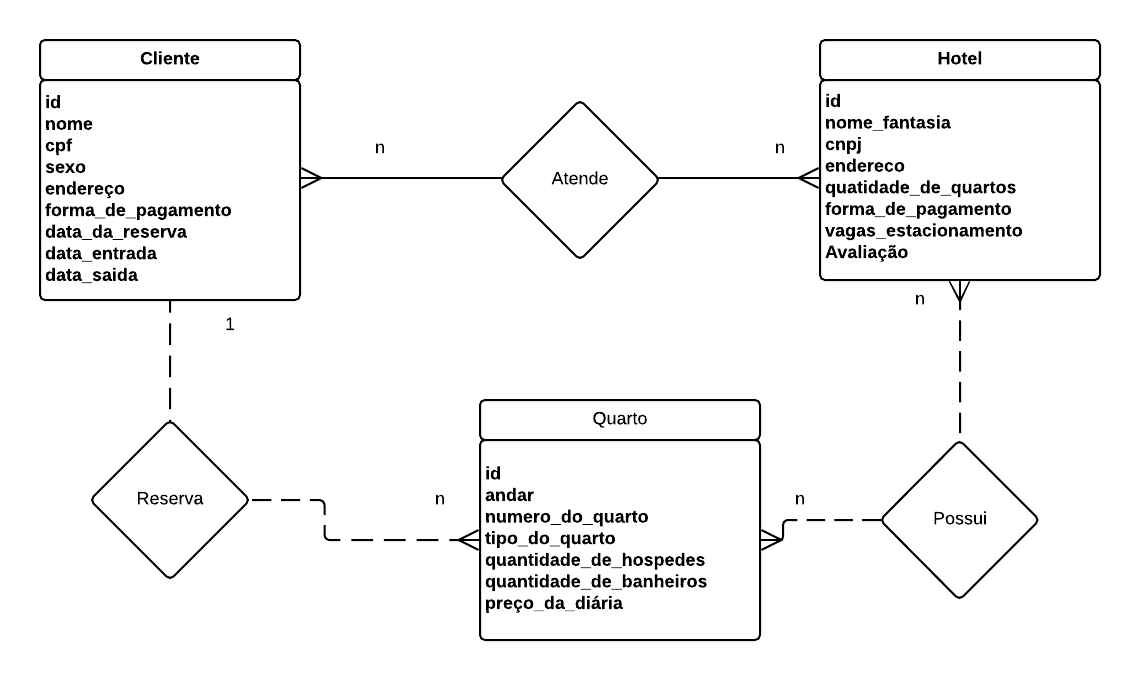 Cliente
id
nome
cpf
sexo
endereço
forma_de_pagamento
data_da_reserva
data_entrada
data_saida
n
Atende
n
Hotel
id
nome_fantasia
cnpj
endereco
quatidade_de_quartos
forma_de_pagamento
vagas_estacionamento
Avaliação
1
n
Reserva
n
Quarto
id
andar
numero_do_quarto
tipo_do_quarto
quantidade_de_hospedes
quantidade_de_banheiros
preço_da_diária
n
Possui